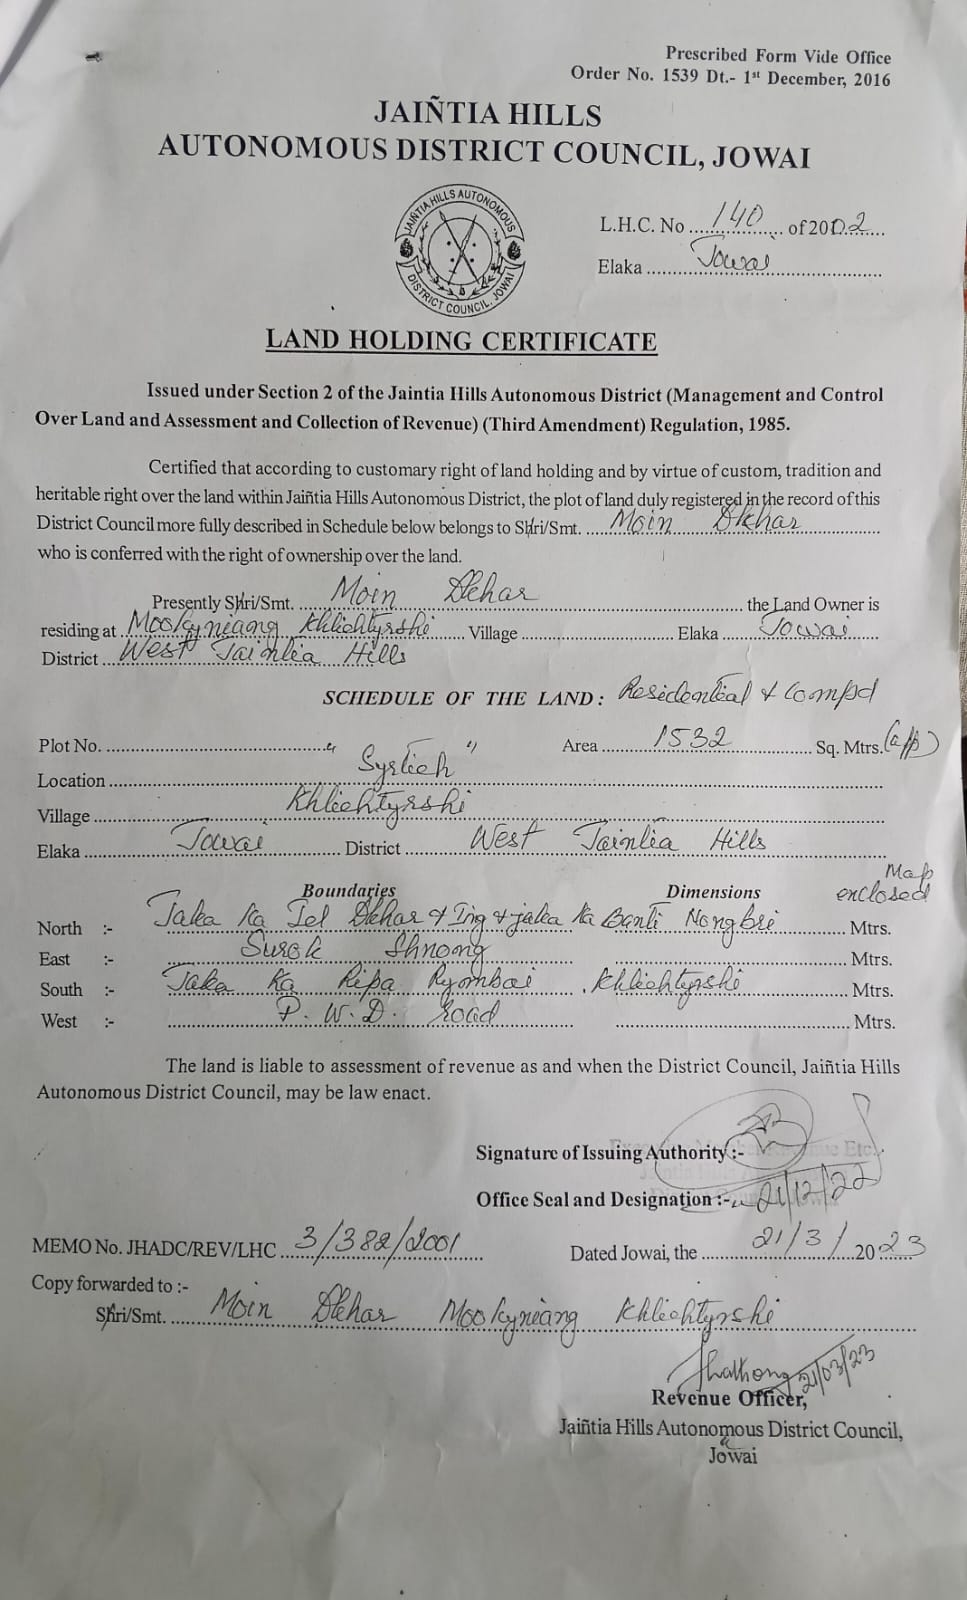 Prescribed Form Vide Office
Order No. 1539 Dt.- 1st December, 2016
JAIÑTIA HILLS
AUTONOMOUS DISTRICT COUNCIL, JOWAI
JAIÑTIA HILLS AUTONOMOUS
DISTRICT COUNCIL, JOWAI
L.H.C. No 140 of 2002
Elaka Jowai
LAND HOLDING CERTIFICATE
Issued under Section 2 of the Jaintia Hills Autonomous District (Management and Control
Over Land and Assessment and Collection of Revenue) (Third Amendment) Regulation, 1985.
Certified that according to customary right of land holding and by virtue of custom, tradition and
heritable right over the land within Jaiñtia Hills Autonomous District, the plot of land duly registered in the record of this
District Council more fully described in Schedule below belongs to Shri/Smt. Moin Dkhar
who is conferred with the right of ownership over the land.
Presently Shri/Smt. Moin Dkhar the Land Owner is
residing at Mookyniang Khliehtyrshi Village Elaka Jowai
District West Jaintia Hills
SCHEDULE OF THE LAND : Residential & Compd
Plot No. Area 1532 Sq. Mtrs. (app)
Location "Syrlieh"
Village Khliehtyrshi
Elaka Jowai District West Jaintia Hills
Boundaries Dimensions Map enclosed
North :- Jaka Ka Iel Dkhar & Ing & jaka Ka Banti Nongbri Mtrs.
East :- Surok Shnong Mtrs.
South :- Jaka Ka Ripa Rymbai Khliehtyrshi Mtrs.
West :- P.W.D. road Mtrs.
The land is liable to assessment of revenue as and when the District Council, Jaiñtia Hills
Autonomous District Council, may be law enact.
Signature of Issuing Authority :-
Office Seal and Designation :- 21/12/22
MEMO No. JHADC/REV/LHC 3/382/2001 Dated Jowai, the 21/3/2023
Copy forwarded to :-
Shri/Smt. Moin Dkhar Mookyniang Khliehtyrshi
21/03/23
Revenue Officer,
Jaiñtia Hills Autonomous District Council,
Jowai